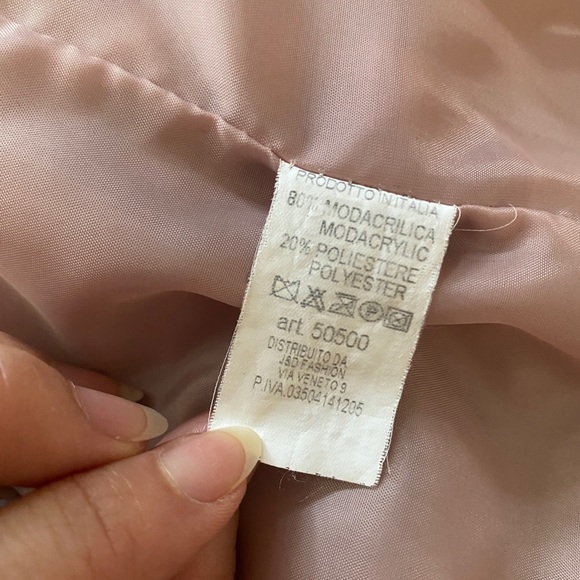 PRODOTTO IN ITALIA
80% MODACRILICA
MODACRYLIC
20% POLIESTERE
POLYESTER
art. 50500
DISTRIBUITO DA
J&D FASHION
VIA VENETO 9
P.IVA.03504141205